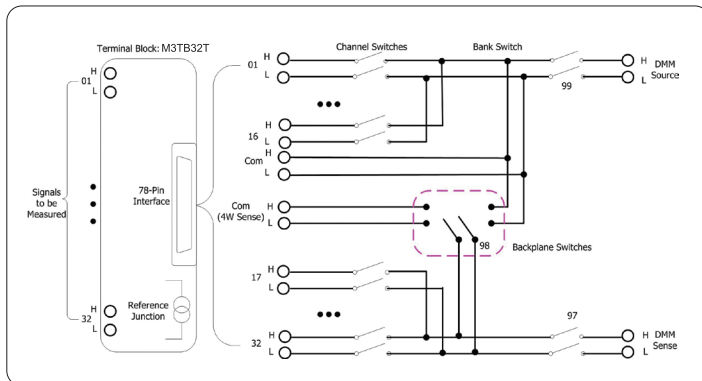 Terminal Block: M3TB32T
H
01
L
Signals
to be
Measured
78-Pin
Interface
Reference
Junction
H
32
L
Channel Switches
Bank Switch
H
01
L
H
16
L
H
Com
L
Com
(4W Sense)
H
L
H
17
L
H
32
L
99
H
L
DMM
Source
98
Backplane Switches
97
H
L
DMM
Sense